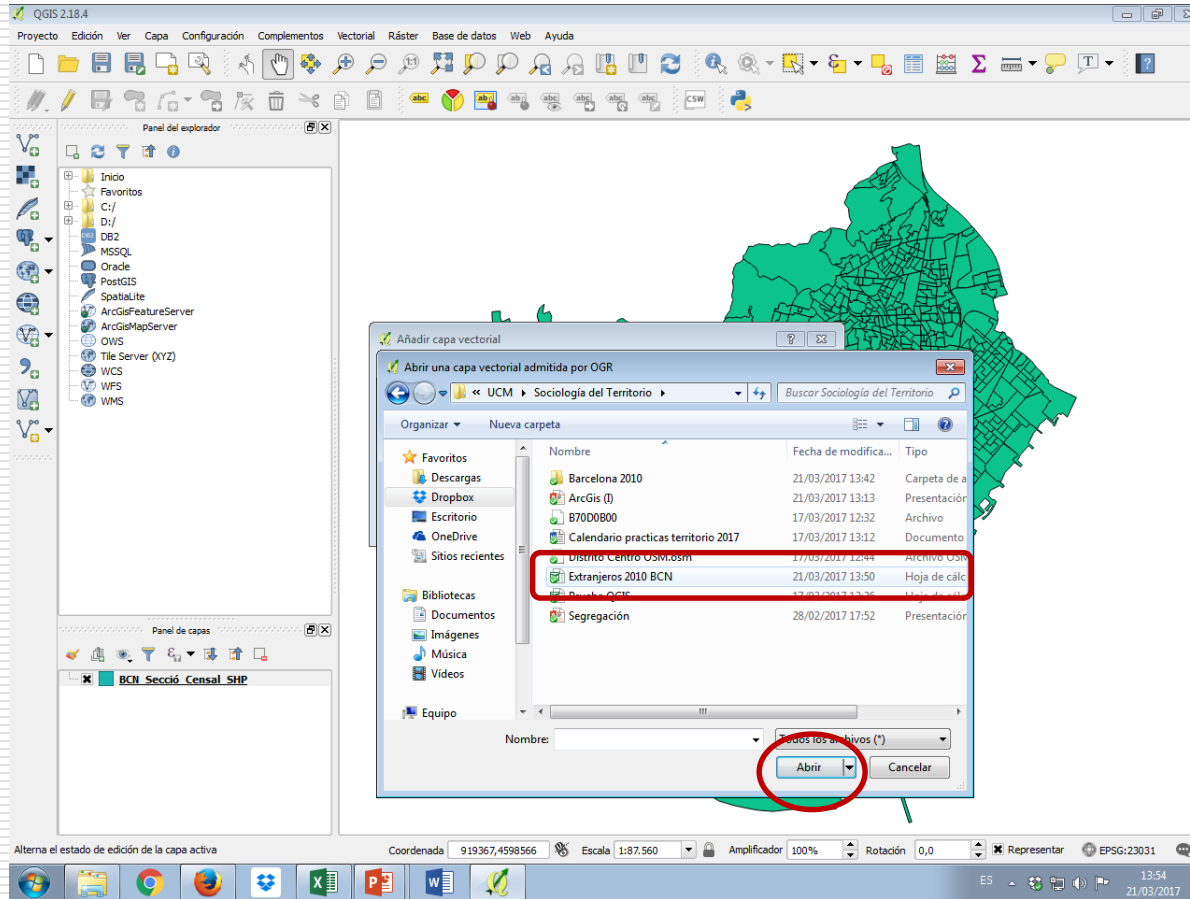 QGIS 2.18.4
Proyecto Edición Ver Capa Configuración Complementos Vectorial Ráster Base de datos Web Ayuda
abc abc abc abc abc abc CSW
Panel del explorador
Inicio
Favoritos
C:/
D:/
DB2
MSSQL
Oracle
PostGIS
SpatiaLite
ArcGisFeatureServer
ArcGisMapServer
OWS
Tile Server (XYZ)
WCS
WFS
WMS
Panel de capas
BCN_Secció_Censal_SHP
Añadir capa vectorial
Abrir una capa vectorial admitida por OGR
« UCM Sociología del Territorio
Buscar Sociología del Territorio
Organizar Nueva carpeta
Favoritos
Descargas
Dropbox
Escritorio
OneDrive
Sitios recientes
Bibliotecas
Documentos
Imágenes
Música
Vídeos
Equipo
Nombre Fecha de modifica... Tipo
Barcelona 2010 21/03/2017 13:42 Carpeta de a
ArcGis (I) 21/03/2017 13:13 Presentación
B70D0B00 17/03/2017 12:32 Archivo
Calendario practicas territorio 2017 17/03/2017 13:12 Documento
Distrito Centro OSM.osm 17/03/2017 12:44 Archivo OSM
Extranjeros 2010 BCN 21/03/2017 13:50 Hoja de cálc
Prueba QGIS
Segregación 28/02/2017 17:52 Presentación
Nombre: Todos los archivos (*)
Abrir Cancelar
Alterna el estado de edición de la capa activa Coordenada 919367,4598566 Escala 1:87.560 Amplificador 100% Rotación 0,0 Representar EPSG:23031
ES 13:54
21/03/2017